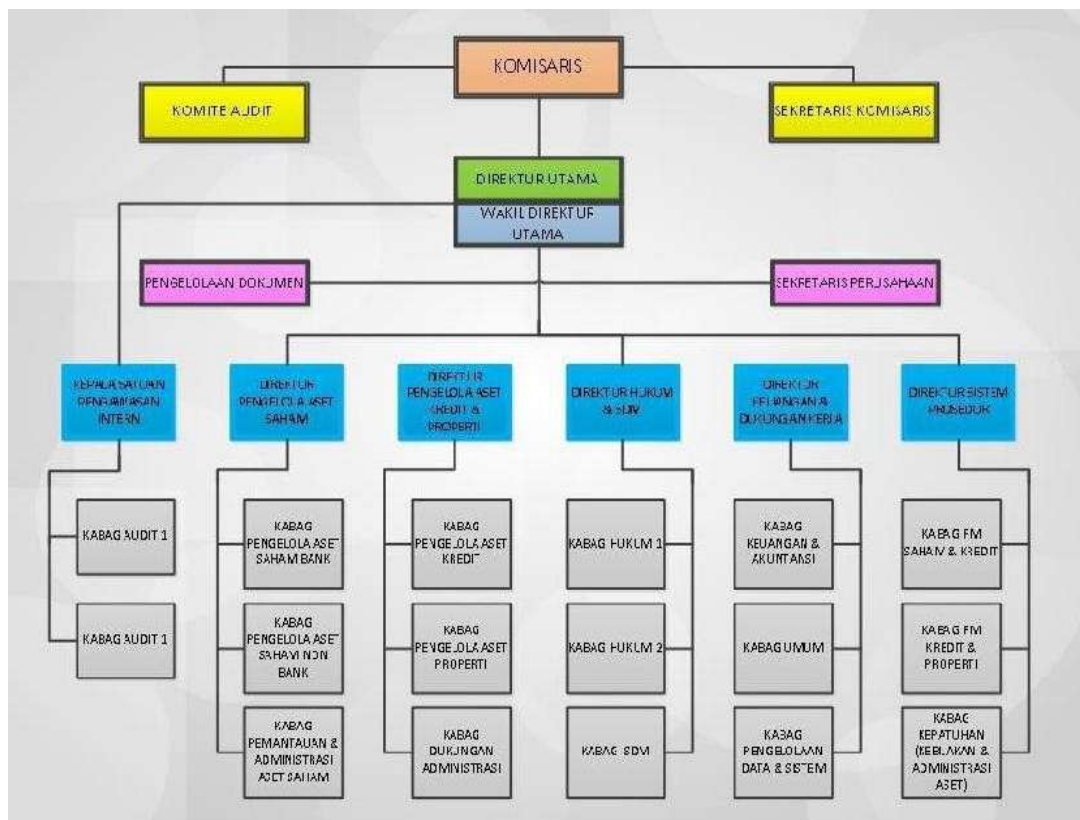 KOMISARIS
KOMITE AUDIT
SEKRETARIS KOMISARIS
DIREKTUR UTAMA
WAKIL DIREKTUR
UTAMA
PENGELOLAAN DOKUMEN
SEKRETARIS PERUSAHAAN
KEPALA SATUAN
PENGAWASAN
INTERN
DIREKTUR
PENGELOLA ASET
SAHAM
DIREKTUR
PENGELOLA ASET
KREDIT &
PROPERTI
DIREKTUR HUKUM
& SDM
DIREKTUR
KEUANGAN &
DUKUNGAN KERJA
DIREKTUR SISTEM
PROSEDUR
KABAG AUDIT 1
KABAG
PENGELOLA ASET
SAHAM BANK
KABAG
PENGELOLA ASET
KREDIT
KABAG HUKUM 1
KABAG
KEUANGAN &
AKUNTANSI
KABAG
SAHAM & KREDIT
KABAG AUDIT 1
KABAG
PENGELOLA ASET
SAHAM NON
BANK
KABAG
PENGELOLA ASET
PROPERTI
KABAG HUKUM 2
KABAG UMUM
KABAG
KREDIT &
PROPERTI
KABAG
PEMANTAUAN &
ADMINISTRASI
ASET SAHAM
KABAG
DUKUNGAN
ADMINISTRASI
KABAG SDM
KABAG
PENGELOLAAN
DATA & SISTEM
KABAG
KEPATUHAN
(KEBIJAKAN &
ADMINISTRASI
ASET)